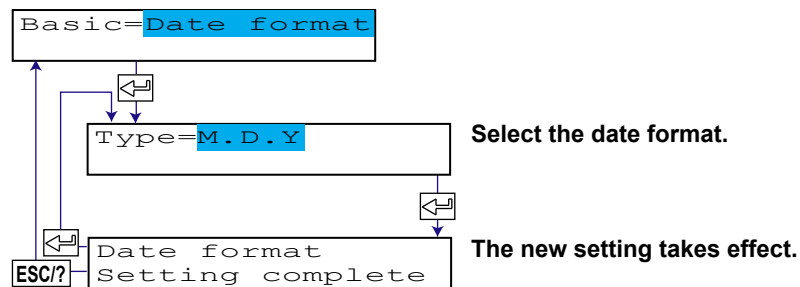 Basic=Date format
Type=M.D.Y
Select the date format.
Date format
Setting complete
The new setting takes effect.
ESC/?